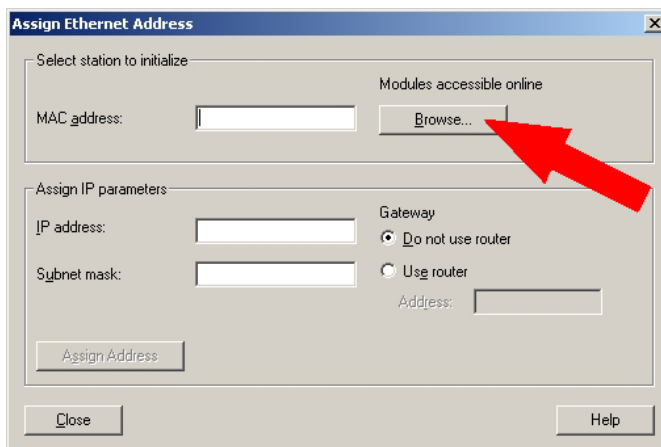 Assign Ethernet Address
Select station to initialize
Modules accessible online
MAC address:
Browse...
Assign IP parameters
Gateway
IP address:
Do not use router
Subnet mask:
Use router
Address:
Assign Address
Close
Help